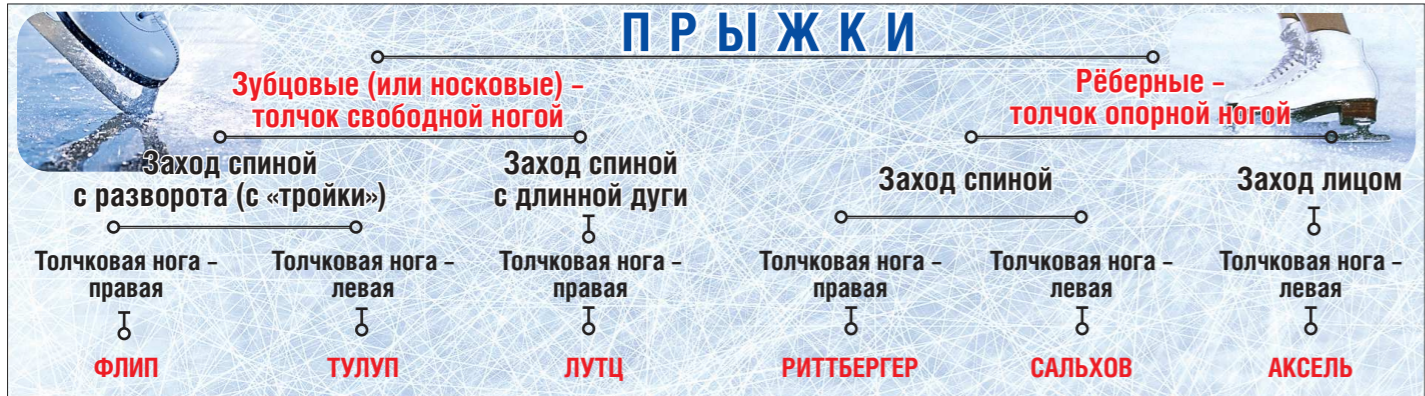 ПРЫЖКИ
Зубцовые (или носковые) –
толчок свободной ногой
Рёберные –
толчок опорной ногой
Заход спиной
с разворота (с «тройки»)
Заход спиной
с длинной дуги
Заход спиной
Заход лицом
Толчковая нога –
правая
Толчковая нога –
левая
Толчковая нога –
правая
Толчковая нога –
правая
Толчковая нога –
левая
Толчковая нога –
левая
ФЛИП
ТУЛУП
ЛУТЦ
РИТТБЕРГЕР
САЛЬХОВ
АКСЕЛЬ